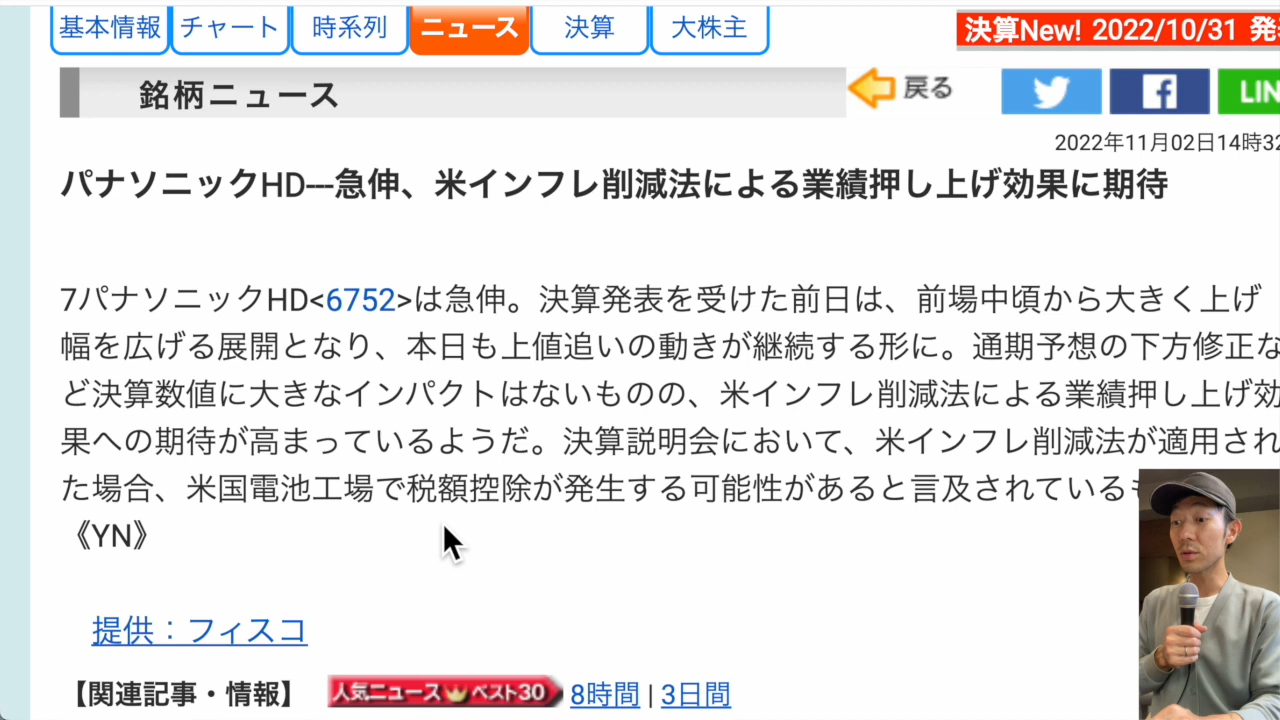 基本情報 チャート 時系列 ニュース 決算 大株主
決算New! 2022/10/31 発
銘柄ニュース
戻る
LIN
2022年11月02日14時32
パナソニックHD---急伸、米インフレ削減法による業績押し上げ効果に期待
7パナソニックHD<6752>は急伸。決算発表を受けた前日は、前場中頃から大きく上げ
幅を広げる展開となり、本日も上値追いの動きが継続する形に。通期予想の下方修正な
ど決算数値に大きなインパクトはないものの、米インフレ削減法による業績押し上げ効
果への期待が高まっているようだ。決算説明会において、米インフレ削減法が適用され
た場合、米国電池工場で税額控除が発生する可能性があると言及されている
《YN》
提供：フィスコ
【関連記事・情報】 人気ニュース ベスト30 8時間 | 3日間